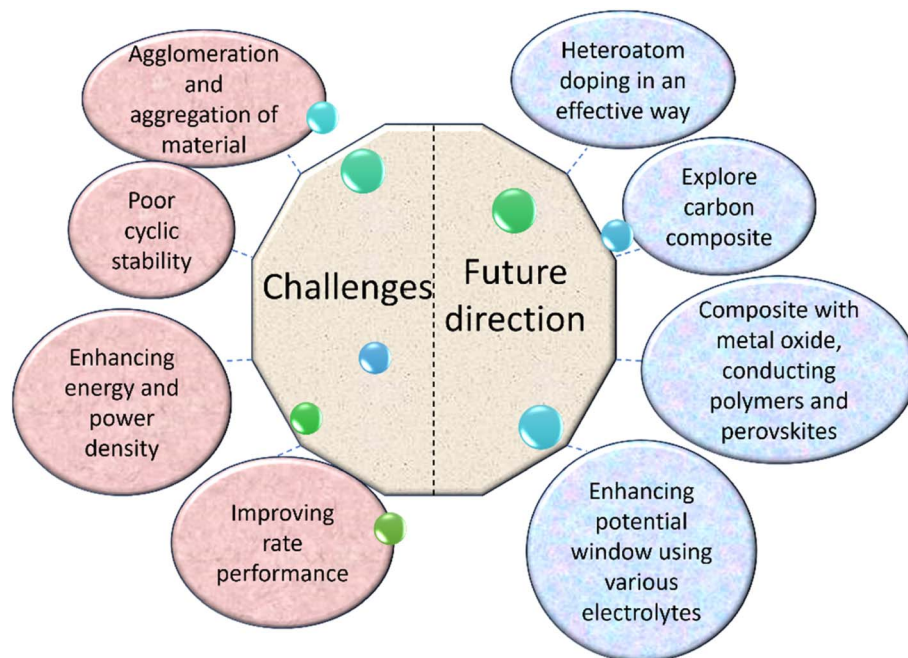 Agglomeration
and
aggregation of
material
Poor
cyclic
stability
Enhancing
energy and
power
density
Improving
rate
performance
Challenges
Future
direction
Heteroatom
doping in an
effective way
Explore
carbon
composite
Composite with
metal oxide,
conducting
polymers and
perovskites
Enhancing
potential
window using
various
electrolytes